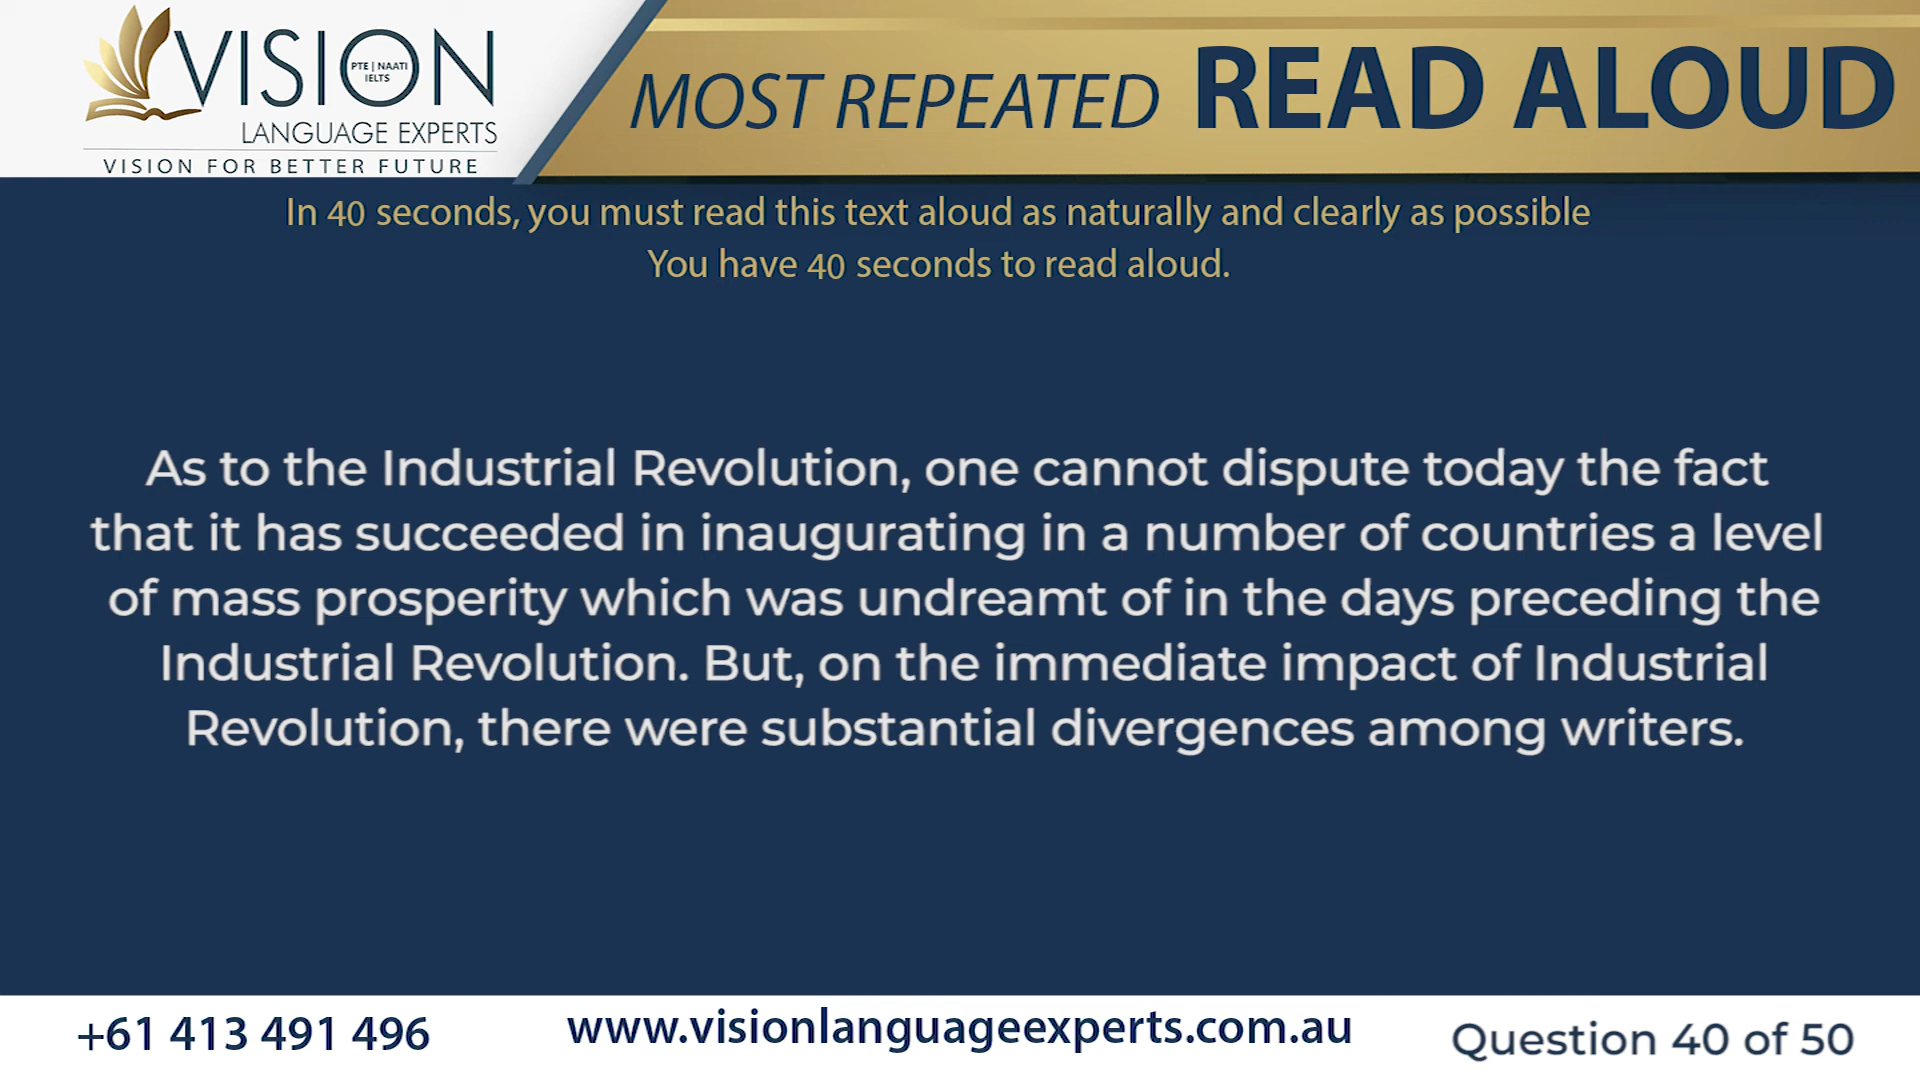 VISION
PTE | NAATI
IELTS
LANGUAGE EXPERTS
VISION FOR BETTER FUTURE
MOST REPEATED READ ALOUD
In 40 seconds, you must read this text aloud as naturally and clearly as possible
You have 40 seconds to read aloud.
As to the Industrial Revolution, one cannot dispute today the fact
that it has succeeded in inaugurating in a number of countries a level
of mass prosperity which was undreamt of in the days preceding the
Industrial Revolution. But, on the immediate impact of Industrial
Revolution, there were substantial divergences among writers.
+61 413 491 496
www.visionlanguageexperts.com.au
Question 40 of 50